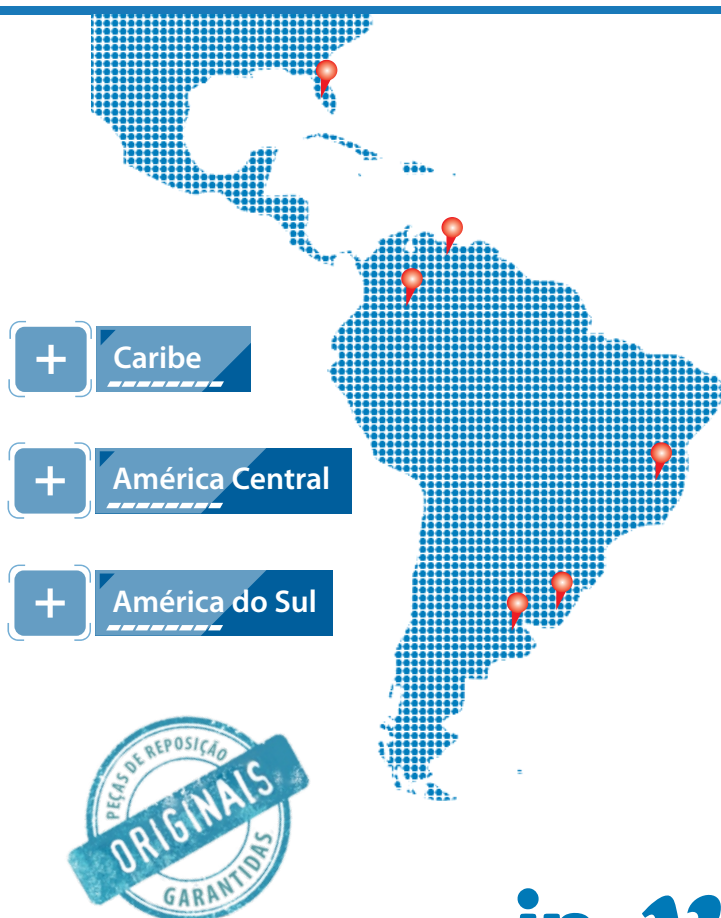 + Caribe
+ América Central
+ América do Sul
PEÇAS DE REPOSIÇÃO
ORIGINAIS
GARANTIDAS